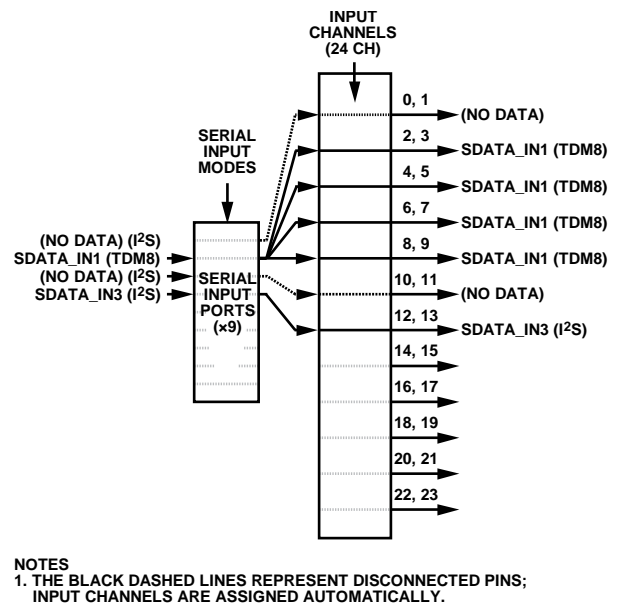 INPUT
CHANNELS
(24 CH)
0, 1
(NO DATA)
SERIAL
INPUT
MODES
2, 3
SDATA_IN1 (TDM8)
4, 5
SDATA_IN1 (TDM8)
6, 7
SDATA_IN1 (TDM8)
8, 9
SDATA_IN1 (TDM8)
(NO DATA) (I²S)
SDATA_IN1 (TDM8)
(NO DATA) (I²S)
SDATA_IN3 (I²S)
SERIAL
INPUT
PORTS
(×9)
10, 11
(NO DATA)
12, 13
SDATA_IN3 (I²S)
14, 15
16, 17
18, 19
20, 21
22, 23
NOTES
1. THE BLACK DASHED LINES REPRESENT DISCONNECTED PINS;
INPUT CHANNELS ARE ASSIGNED AUTOMATICALLY.